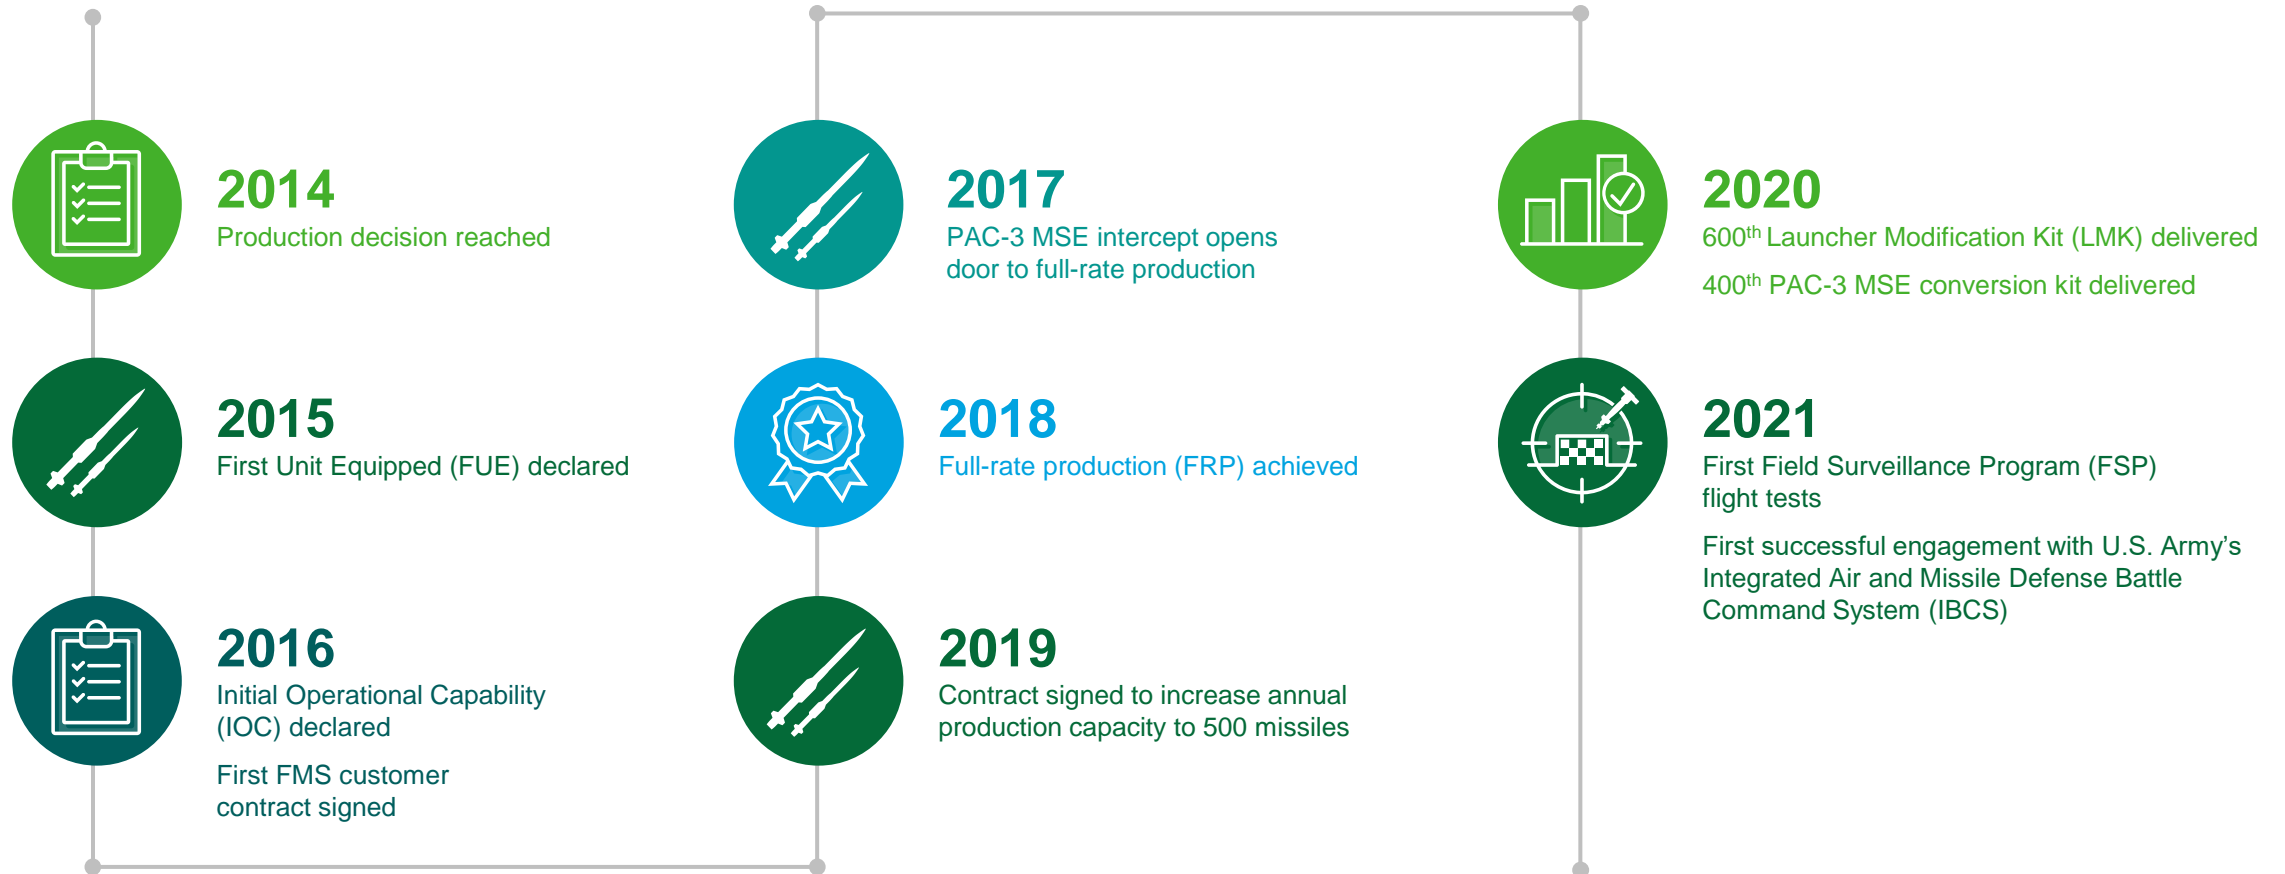 2014
Production decision reached
2015
First Unit Equipped (FUE) declared
2016
Initial Operational Capability
(IOC) declared
First FMS customer
contract signed
2017
PAC-3 MSE intercept opens
door to full-rate production
2018
Full-rate production (FRP) achieved
2019
Contract signed to increase annual
production capacity to 500 missiles
2020
600th Launcher Modification Kit (LMK) delivered
400th PAC-3 MSE conversion kit delivered
2021
First Field Surveillance Program (FSP)
flight tests
First successful engagement with U.S. Army’s
Integrated Air and Missile Defense Battle
Command System (IBCS)